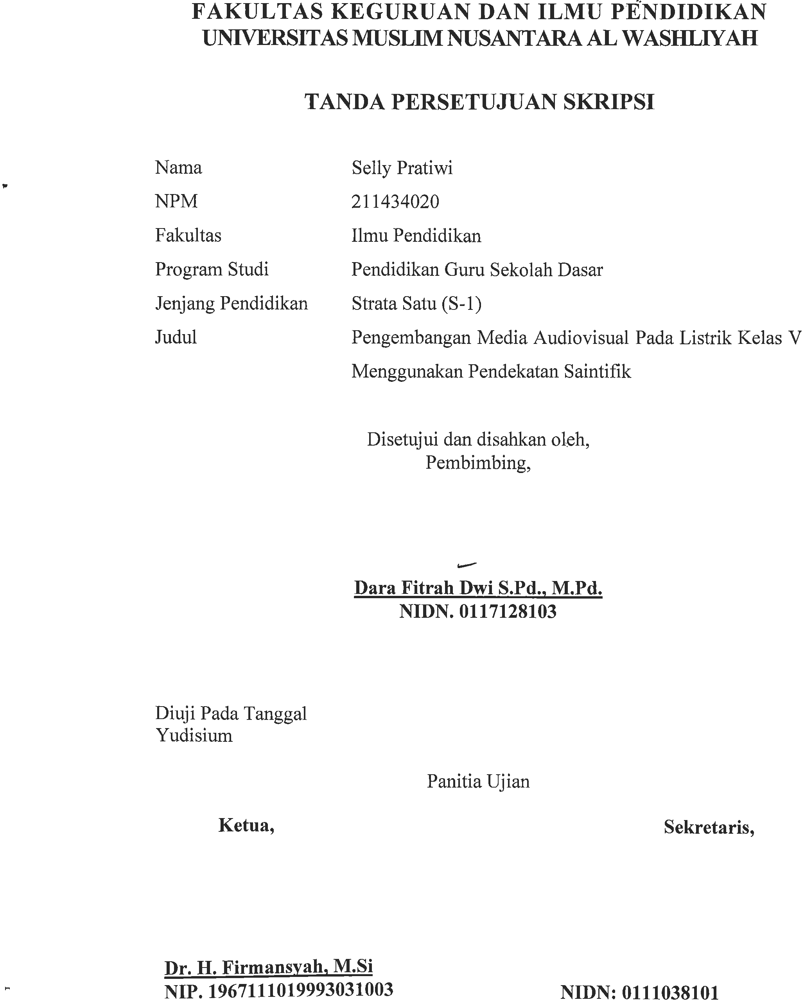 FAKULTAS KEGURUAN DAN ILMU PENDIDIKAN
UNIVERSITAS MUSLIM NUSANTARA AL WASHLIYAH
TANDA PERSETUJUAN SKRIPSI
Nama Selly Pratiwi
NPM 211434020
Fakultas Ilmu Pendidikan
Program Studi Pendidikan Guru Sekolah Dasar
Jenjang Pendidikan Strata Satu (S-1)
Judul Pengembangan Media Audiovisual Pada Listrik Kelas V
Menggunakan Pendekatan Saintifik
Disetujui dan disahkan oleh,
Pembimbing,
Dara Fitrah Dwi S.Pd., M.Pd.
NIDN. 0117128103
Diuji Pada Tanggal
Yudisium
Panitia Ujian
Ketua, Sekretaris,
Dr. H. Firmansyah, M.Si
NIP. 1967111019993031003 NIDN: 0111038101